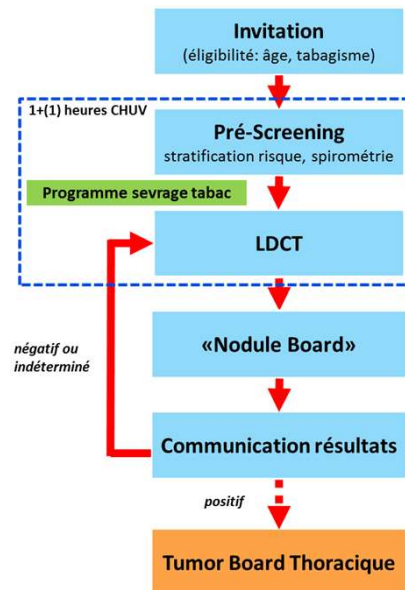 Invitation
(éligibilité: âge, tabagisme)
1+(1) heures CHUV
Pré-Screening
stratification risque, spirométrie
Programme sevrage tabac
LDCT
«Nodule Board»
négatif ou
indéterminé
Communication résultats
positif
Tumor Board Thoracique